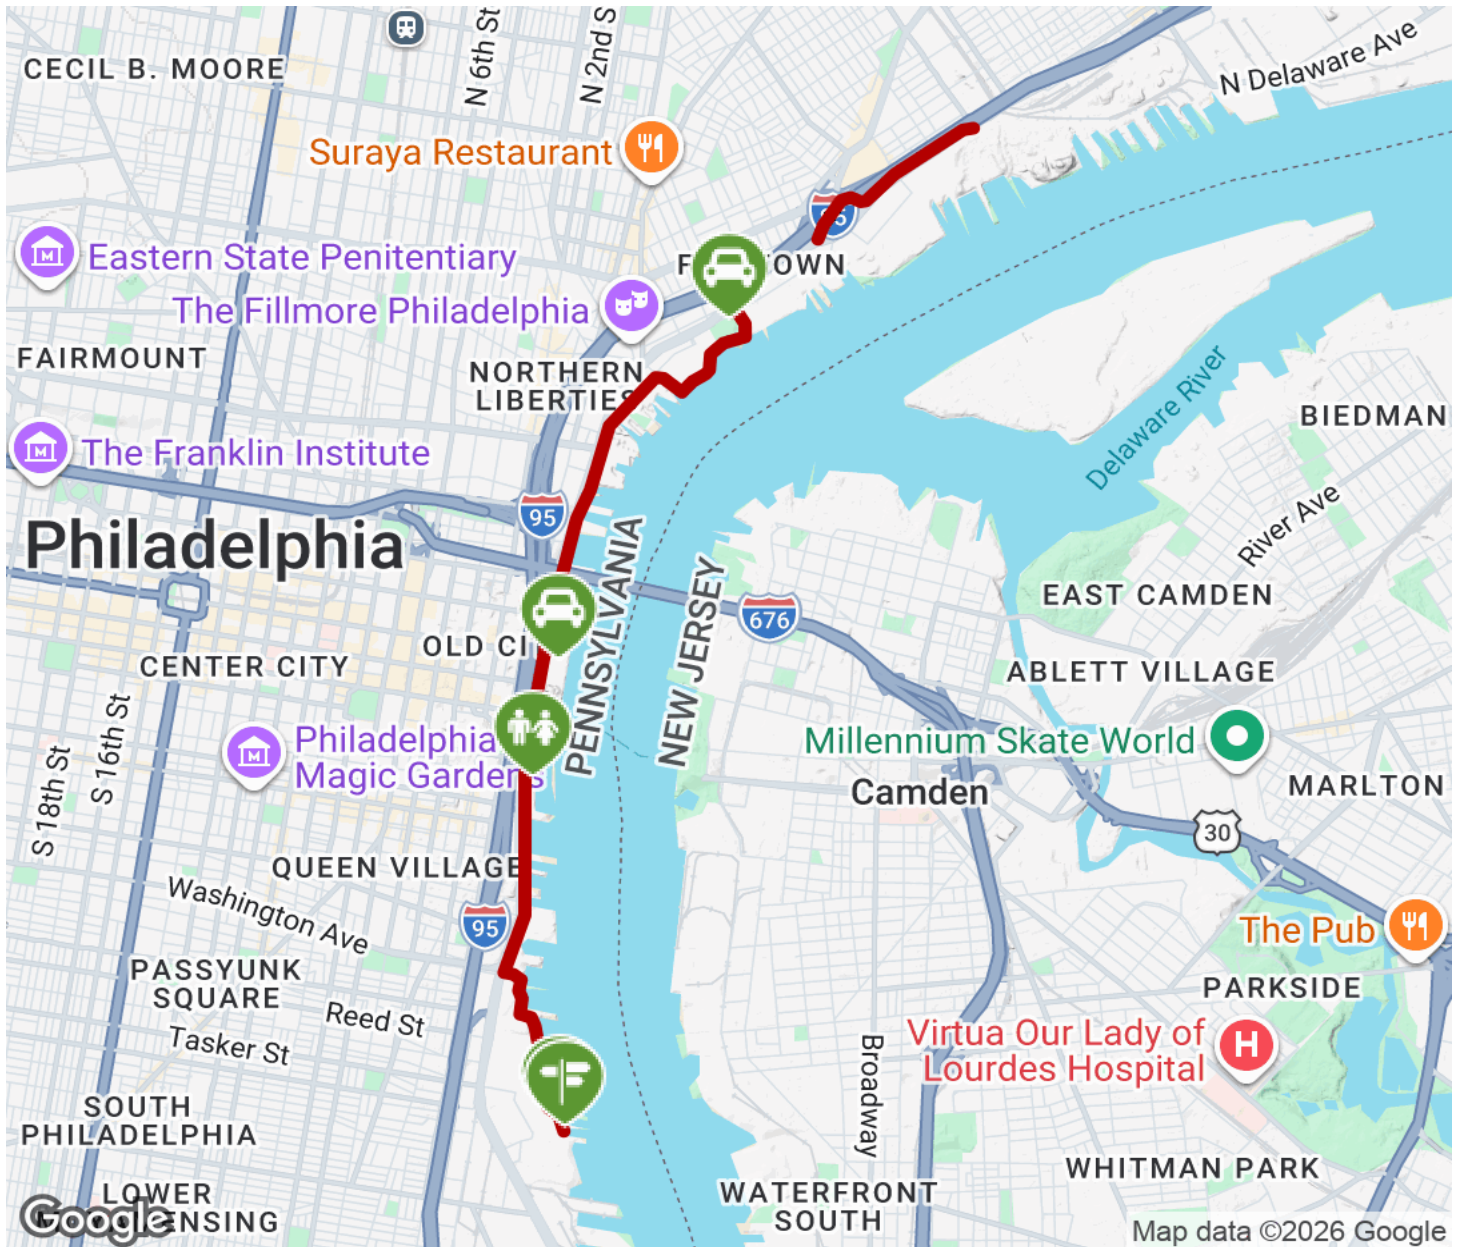 CECIL B. MOORE
N 6th St
N 2nd S
N Delaware Ave
Suraya Restaurant
Eastern State Penitentiary
The Fillmore Philadelphia
OWN
FAIRMOUNT
NORTHERN
LIBERTIES
Delaware River
BIEDMAN
The Franklin Institute
95
River Ave
Philadelphia
PENNSYLVANIA
NEW JERSEY
EAST CAMDEN
676
OLD CI
CENTER CITY
ABLETT VILLAGE
S 16th St
S 18th St
Philadelphia
Magic Gardens
Millennium Skate World
Camden
MARLTON
30
QUEEN VILLAGE
Washington Ave
95
The Pub
PASSYUNK
SQUARE
PARKSIDE
Reed St
Tasker St
Broadway
Virtua Our Lady of
Lourdes Hospital
H
SOUTH
PHILADELPHIA
WHITMAN PARK
LOWER
ENSING
WATERFRONT
SOUTH
Google
Map data ©2026 Google